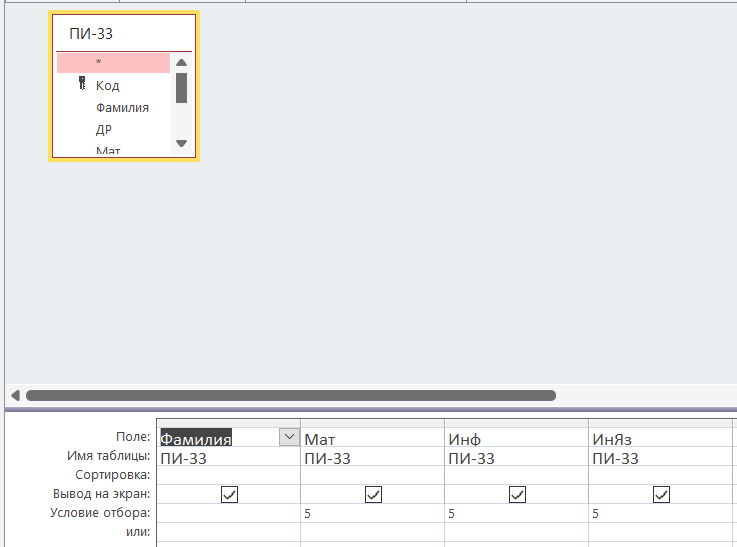 ПИ-33
*
Код
Фамилия
ДР
Мат
Поле: Фамилия Мат Инф ИнЯз
Имя таблицы: ПИ-33 ПИ-33 ПИ-33 ПИ-33
Сортировка:
Вывод на экран:
Условие отбора: 5 5 5
или: